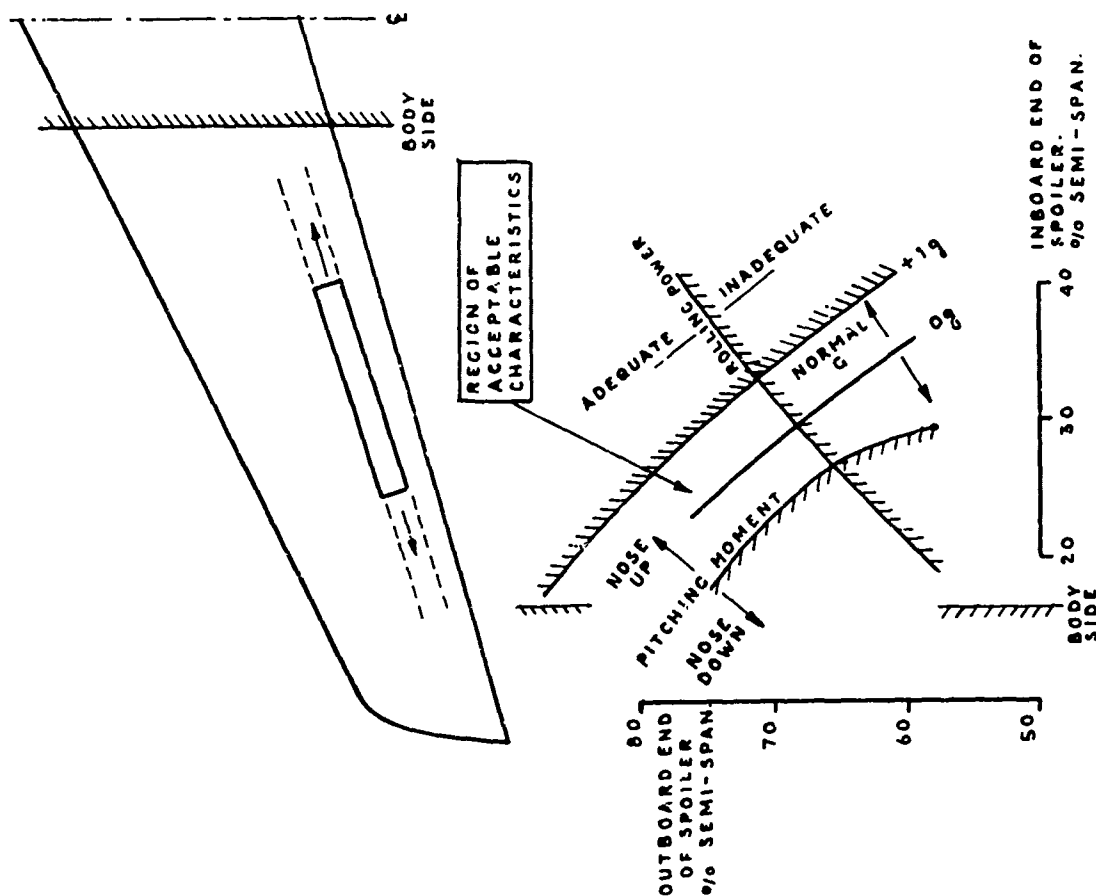 ℄
BODY
SIDE
REGION OF
ACCEPTABLE
CHARACTERISTICS
ADEQUATE
INADEQUATE
ROLLING POWER
+1g
NORMAL
G
0g
NOSE
UP
PITCHING MOMENT
NOSE
DOWN
OUTBOARD END
OF SPOILER
% SEMI-SPAN.
80
70
60
50
BODY
SIDE
20
30
40
INBOARD END OF
SPOILER.
% SEMI-SPAN.